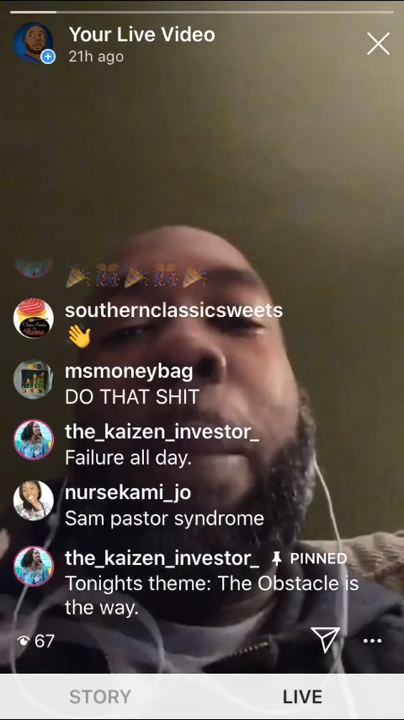 Your Live Video
21h ago
🎉🎊🎉🎊🎉
southernclassicsweets
👋
msmoneybag
DO THAT SHIT
the_kaizen_investor_
Failure all day.
nursekami_jo
Sam pastor syndrome
the_kaizen_investor_ 📌 PINNED
Tonights theme: The Obstacle is
the way.
67
STORY LIVE